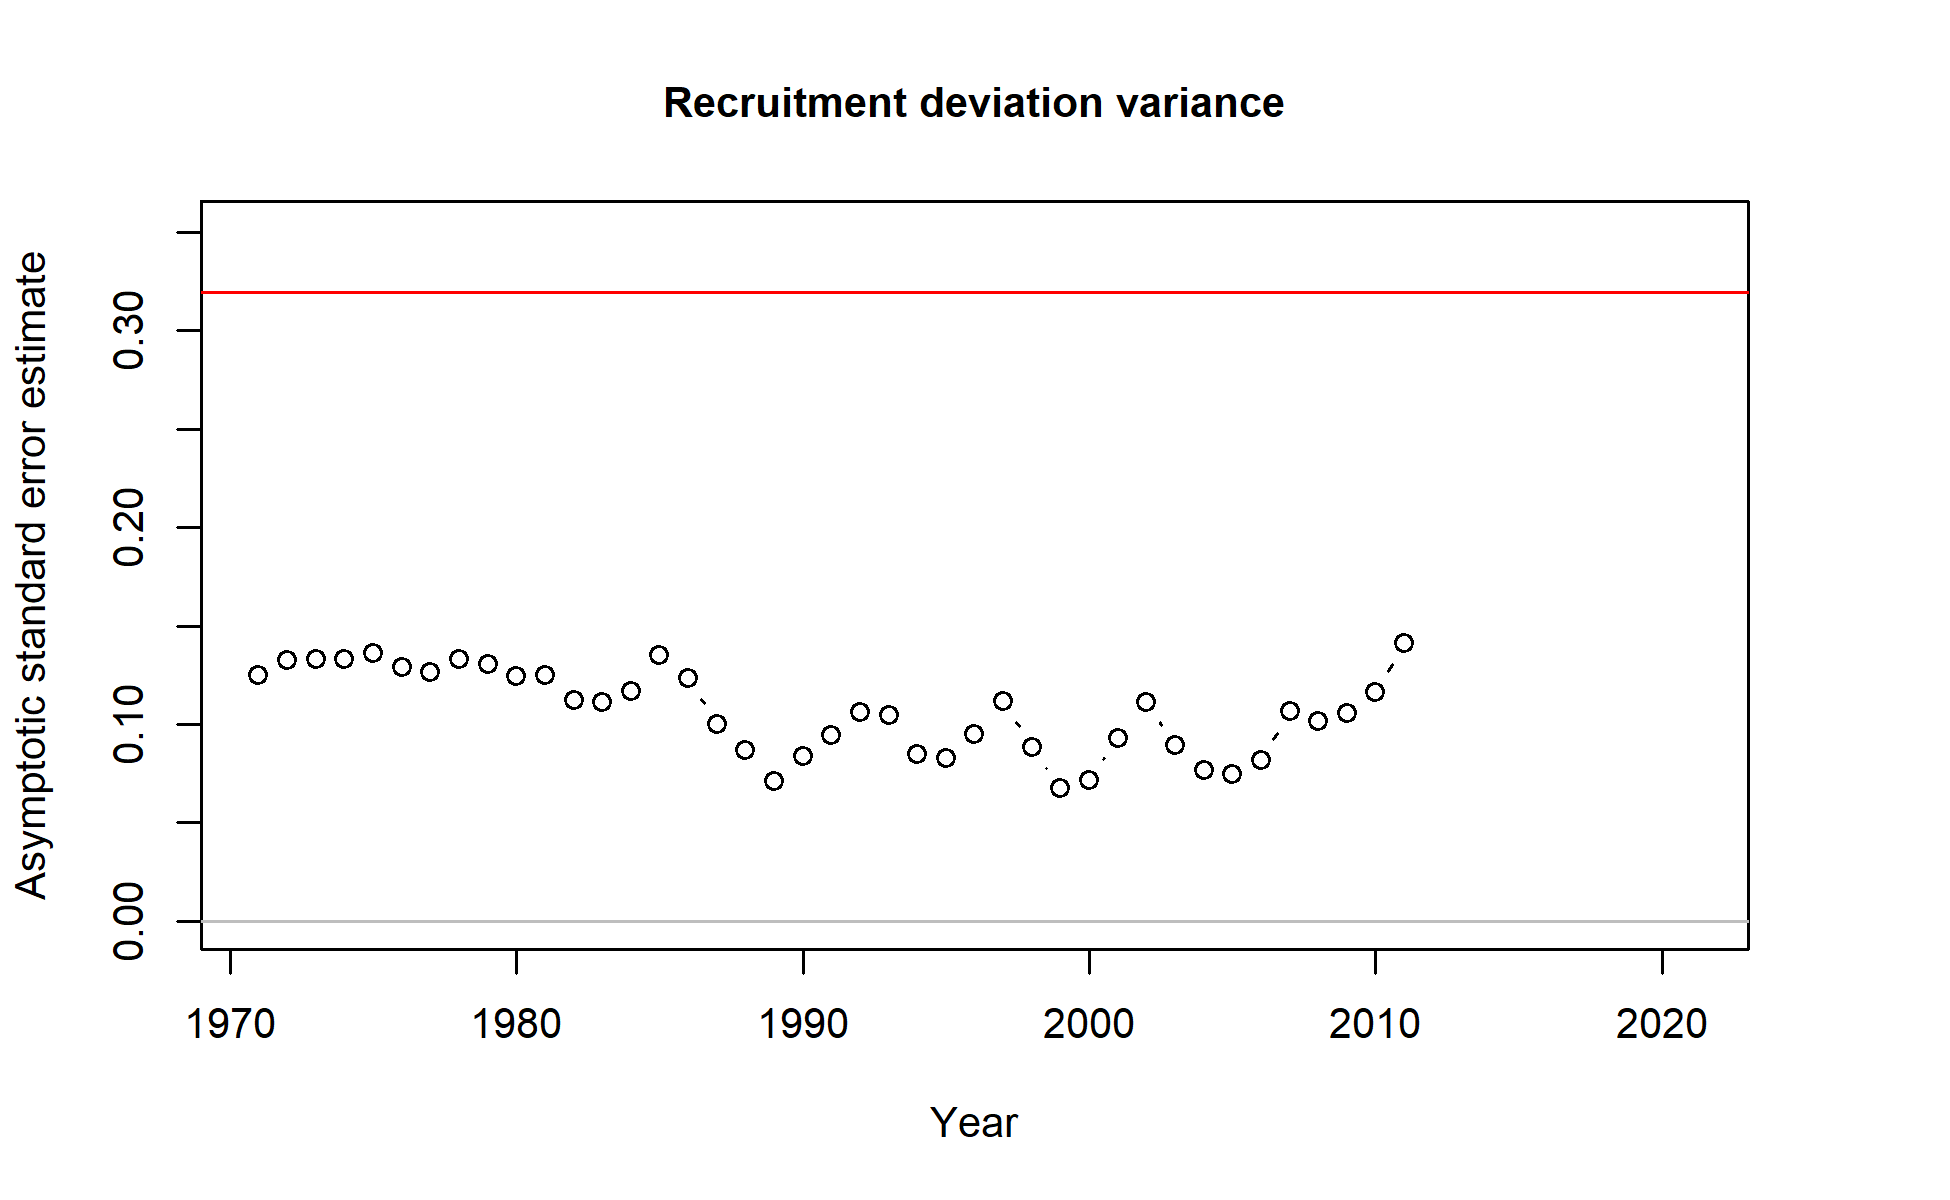 Recruitment deviation variance
Asymptotic standard error estimate
0.30
0.20
0.10
0.00
1970 1980 1990 2000 2010 2020
Year